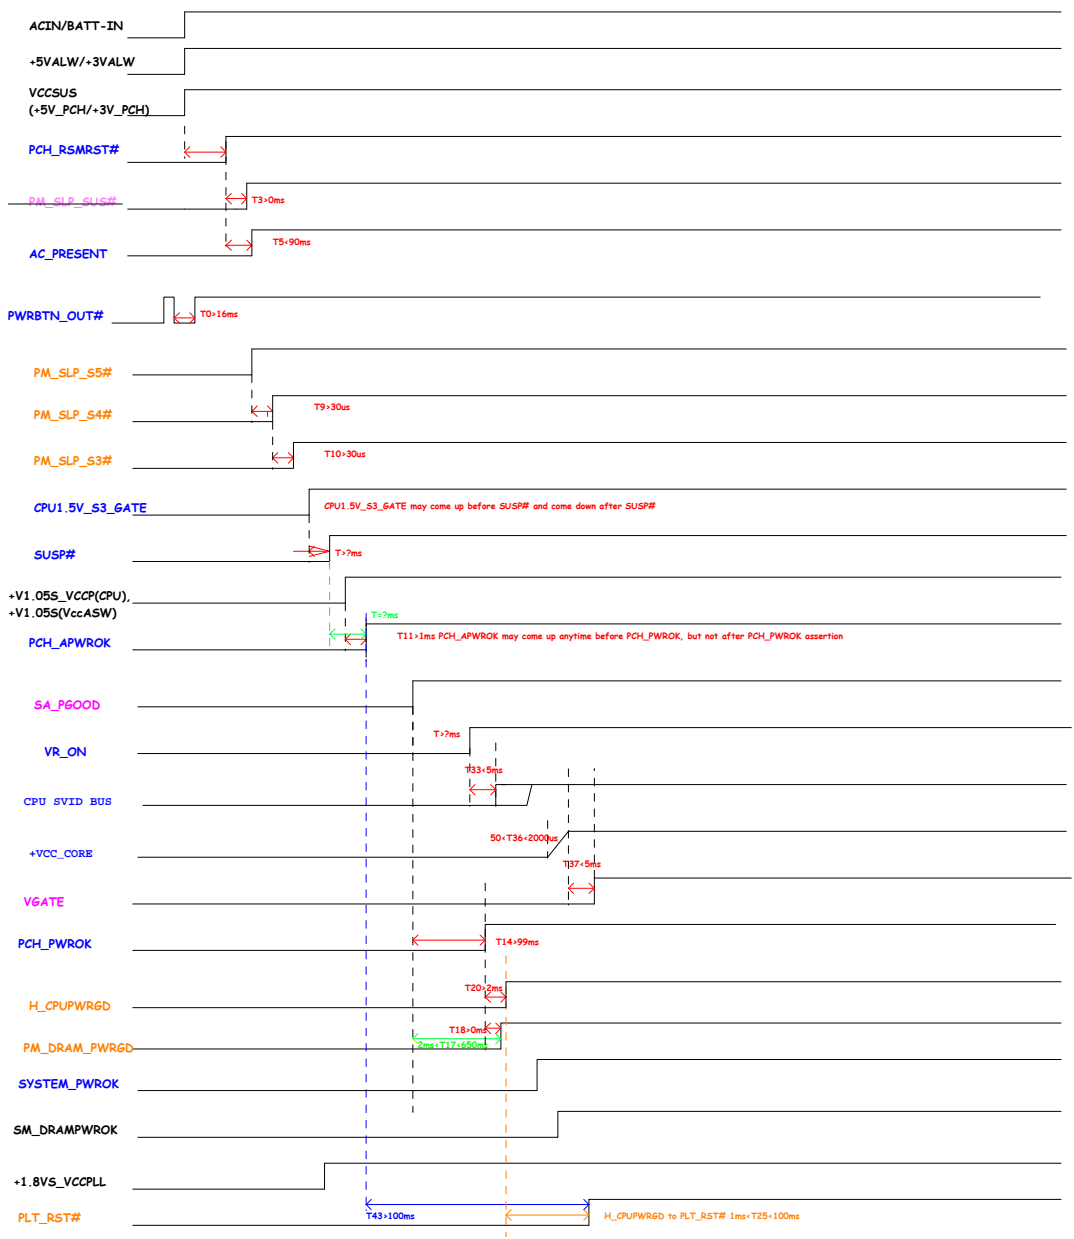 ACIN/BATT-IN
+5VALW/+3VALW
VCCSUS
(+5V_PCH/+3V_PCH)
PCH_RSMRST#
PM_SLP_SUS#
T3>0ms
T5<90ms
AC_PRESENT
PWRBTN_OUT#
T0>16ms
PM_SLP_S5#
PM_SLP_S4#
T9>30us
PM_SLP_S3#
T10>30us
CPU1.5V_S3_GATE
CPU1.5V_S3_GATE may come up before SUSP# and come down after SUSP#
SUSP#
T>?ms
+V1.05S_VCCP(CPU),
+V1.05S(VccASW)
T=?ms
PCH_APWROK
T11>1ms PCH_APWROK may come up anytime before PCH_PWROK, but not after PCH_PWROK assertion
SA_PGOOD
T>?ms
VR_ON
T33<5ms
CPU SVID BUS
50<T36<2000us
+VCC_CORE
T37<5ms
VGATE
PCH_PWROK
T14>99ms
T20>2ms
H_CPUPWRGD
T18>0ms
PM_DRAM_PWRGD
2ms<T17<650ms
SYSTEM_PWROK
SM_DRAMPWROK
+1.8VS_VCCPLL
PLT_RST#
T43>100ms
H_CPUPWRGD to PLT_RST# 1ms<T25<100ms